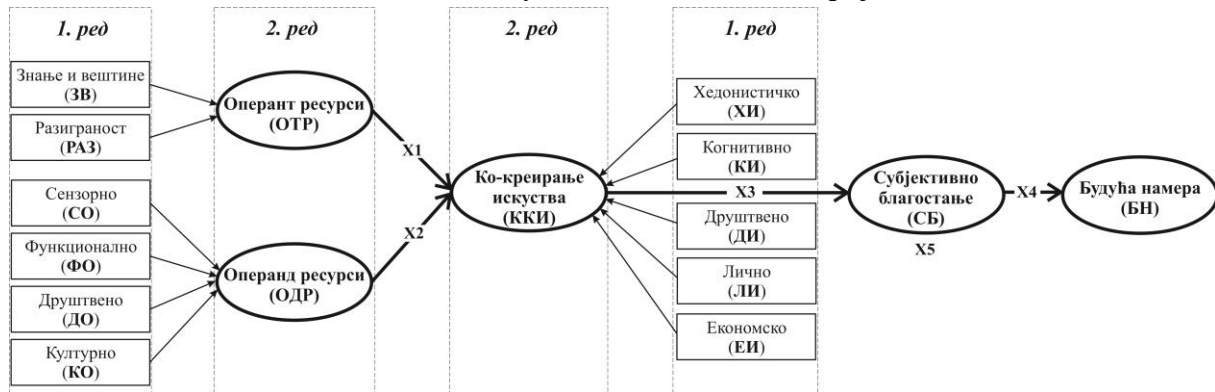 1. ред
2. ред
2. ред
1. ред
Знање и вештине
(ЗВ)
Разиграност
(РАЗ)
Сензорно
(СО)
Функционално
(ФО)
Друштвено
(ДО)
Културно
(КО)
Оперант ресурси
(ОТР)
Операнд ресурси
(ОДР)
Х1
Х2
Ко-креирање
искуства
(ККИ)
Хедонистичко
(ХИ)
Когнитивно
(КИ)
Х3
Друштвено
(ДИ)
Лично
(ЛИ)
Економско
(ЕИ)
Субјективно
благостање
(СБ)
Х5
Х4
Будућа намера
(БН)